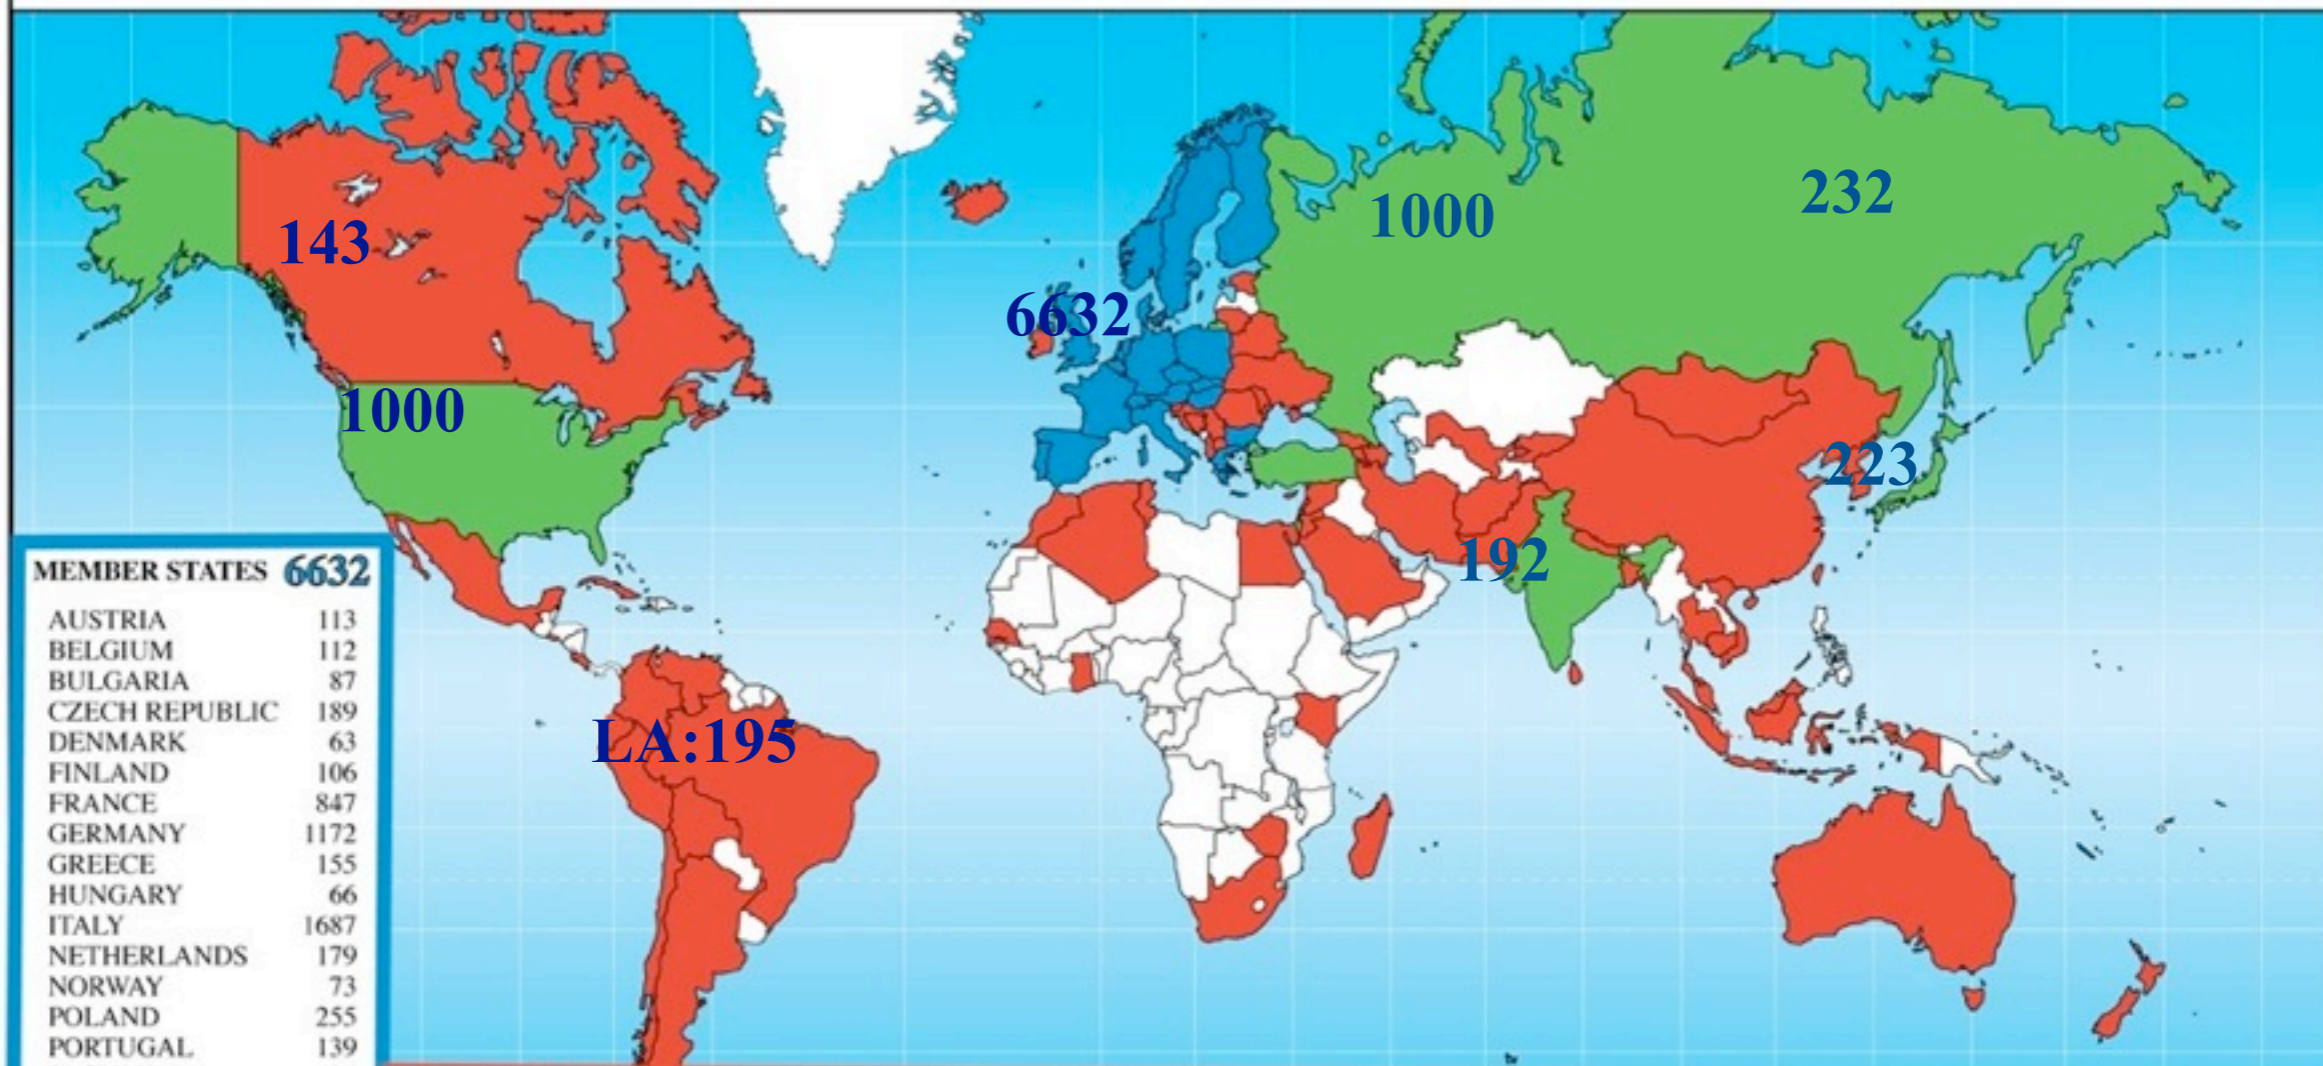 232
1000
143
6632
1000
223
192
LA:195
MEMBER STATES 6632
AUSTRIA 113
BELGIUM 112
BULGARIA 87
CZECH REPUBLIC 189
DENMARK 63
FINLAND 106
FRANCE 847
GERMANY 1172
GREECE 155
HUNGARY 66
ITALY 1687
NETHERLANDS 179
NORWAY 73
POLAND 255
PORTUGAL 139